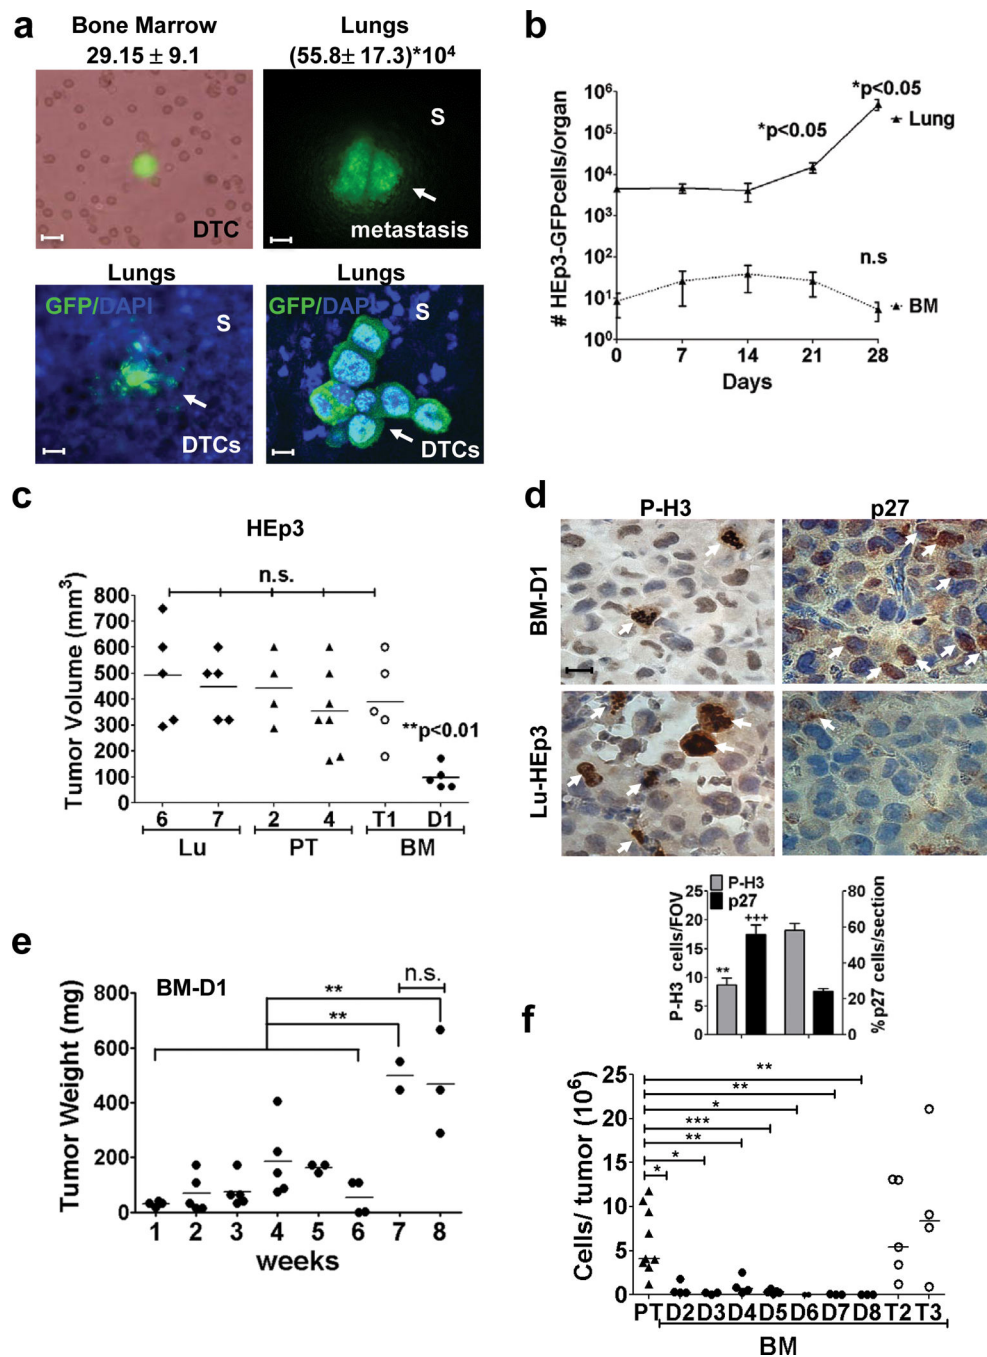 a
Bone Marrow
29.15 ± 9.1
Lungs
(55.8± 17.3)*10⁴
DTC
S
metastasis
Lungs
GFP/DAPI
S
DTCs
Lungs
GFP/DAPI
S
DTCs
b
# HEp3-GFPcells/organ
10⁶
10⁵
10⁴
10³
10²
10¹
10⁰
*p<0.05
*p<0.05
Lung
n.s
BM
0 7 14 21 28
Days
c
HEp3
n.s.
Tumor Volume (mm³)
800
700
600
500
400
300
200
100
0
**p<0.01
6 7 2 4 T1 D1
Lu PT BM
d
P-H3 p27
BM-D1
Lu-HEp3
P-H3
p27
P-H3 cells/FOV
25
20
15
10
5
0
**
+++
80
60
40
20
0
%p27 cells/section
e
BM-D1
Tumor Weight (mg)
800
600
400
200
0
n.s.
**
**
1 2 3 4 5 6 7 8
weeks
f
Cells/ tumor (10⁶)
25
20
15
10
5
0
**
**
*
***
**
*
*
PT D2 D3 D4 D5 D6 D7 D8 T2 T3
BM